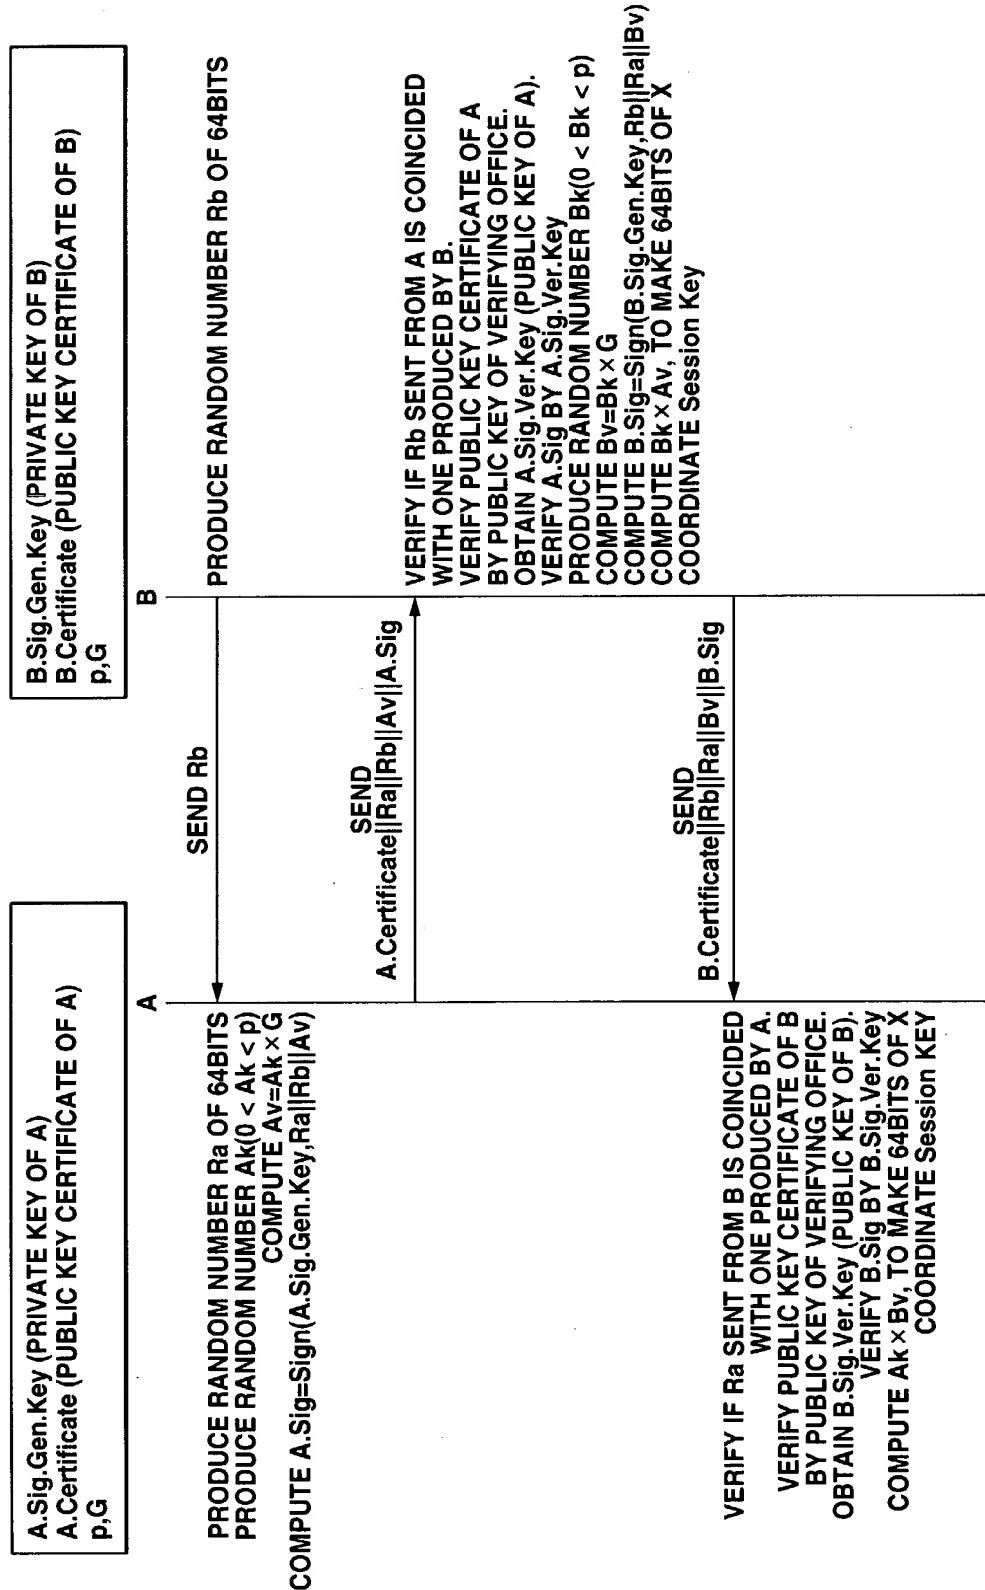 A.Sig.Gen.Key (PRIVATE KEY OF A)
A.Certificate (PUBLIC KEY CERTIFICATE OF A)
p,G
B.Sig.Gen.Key (PRIVATE KEY OF B)
B.Certificate (PUBLIC KEY CERTIFICATE OF B)
p,G
A
B
PRODUCE RANDOM NUMBER Rb OF 64BITS
SEND Rb
PRODUCE RANDOM NUMBER Ra OF 64BITS
PRODUCE RANDOM NUMBER Ak(0 < Ak < p)
COMPUTE Av=Ak × G
COMPUTE A.Sig=Sign(A.Sig.Gen.Key,Ra||Rb||Av)
SEND
A.Certificate||Ra||Rb||Av||A.Sig
VERIFY IF Rb SENT FROM A IS COINCIDED
WITH ONE PRODUCED BY B.
VERIFY PUBLIC KEY CERTIFICATE OF A
BY PUBLIC KEY OF VERIFYING OFFICE.
OBTAIN A.Sig.Ver.Key (PUBLIC KEY OF A).
VERIFY A.Sig BY A.Sig.Ver.Key
PRODUCE RANDOM NUMBER Bk(0 < Bk < p)
COMPUTE Bv=Bk × G
COMPUTE B.Sig=Sign(B.Sig.Gen.Key,Rb||Ra||Bv)
COMPUTE Bk × Av, TO MAKE 64BITS OF X
COORDINATE Session Key
SEND
B.Certificate||Rb||Ra||Bv||B.Sig
VERIFY IF Ra SENT FROM B IS COINCIDED
WITH ONE PRODUCED BY A.
VERIFY PUBLIC KEY CERTIFICATE OF B
BY PUBLIC KEY OF VERIFYING OFFICE.
OBTAIN B.Sig.Ver.Key (PUBLIC KEY OF B).
VERIFY B.Sig BY B.Sig.Ver.Key
COMPUTE Ak × Bv, TO MAKE 64BITS OF X
COORDINATE Session KEY